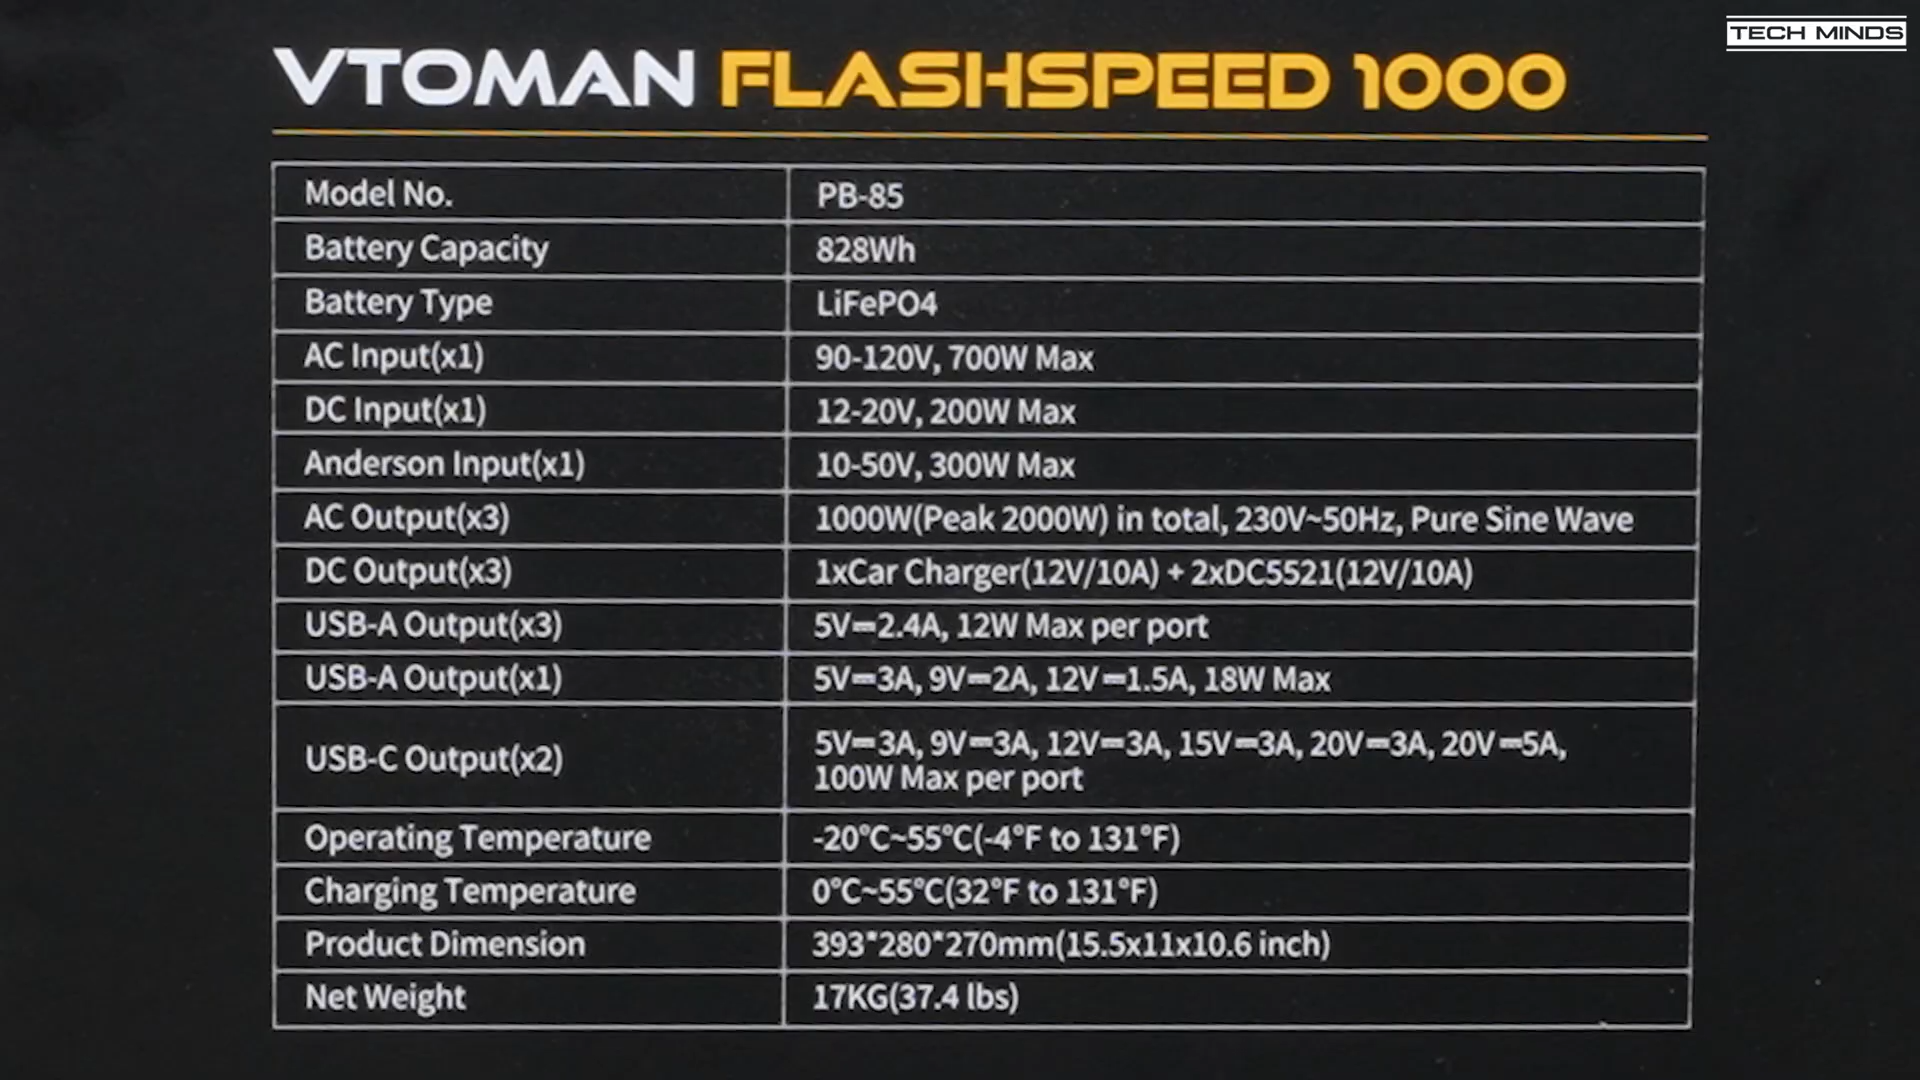 TECH MINDS
VTOMAN FLASHSPEED 1000
Model No. PB-85
Battery Capacity 828Wh
Battery Type LiFePO4
AC Input(x1) 90-120V, 700W Max
DC Input(x1) 12-20V, 200W Max
Anderson Input(x1) 10-50V, 300W Max
AC Output(x3) 1000W(Peak 2000W) in total, 230V~50Hz, Pure Sine Wave
DC Output(x3) 1xCar Charger(12V/10A) + 2xDC5521(12V/10A)
USB-A Output(x3) 5V⎓2.4A, 12W Max per port
USB-A Output(x1) 5V⎓3A, 9V⎓2A, 12V⎓1.5A, 18W Max
USB-C Output(x2) 5V⎓3A, 9V⎓3A, 12V⎓3A, 15V⎓3A, 20V⎓3A, 20V⎓5A,
100W Max per port
Operating Temperature -20°C~55°C(-4°F to 131°F)
Charging Temperature 0°C~55°C(32°F to 131°F)
Product Dimension 393*280*270mm(15.5x11x10.6 inch)
Net Weight 17KG(37.4 lbs)